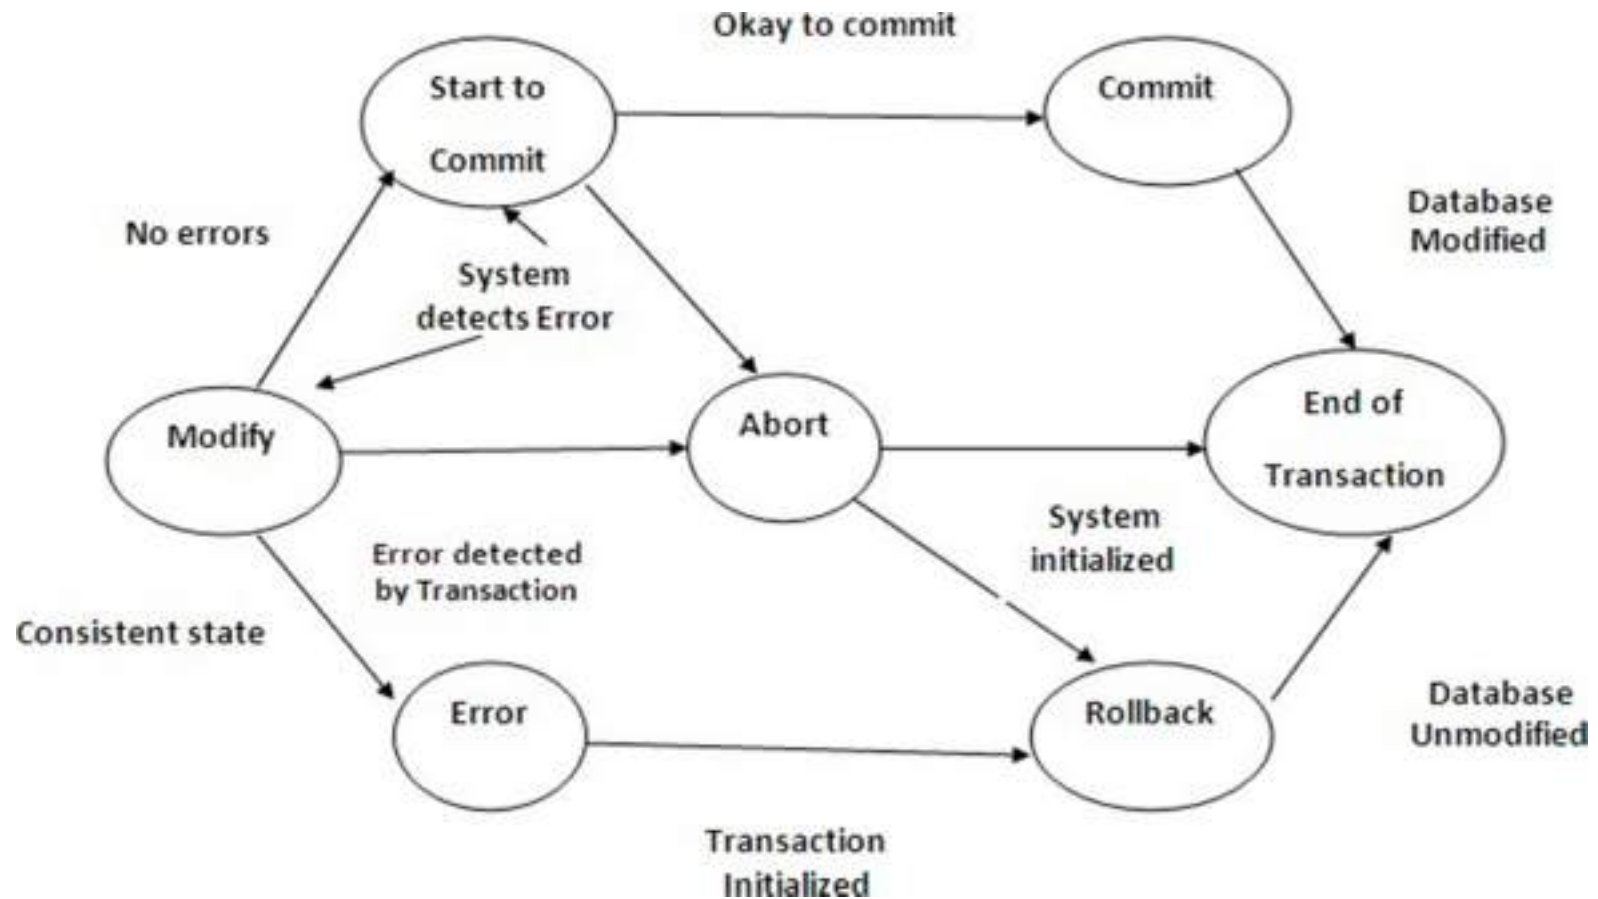 Okay to commit
Start to
Commit
Commit
Database
Modified
No errors
System
detects Error
Modify
Abort
End of
Transaction
System
initialized
Error detected
by Transaction
Consistent state
Error
Rollback
Database
Unmodified
Transaction
Initialized